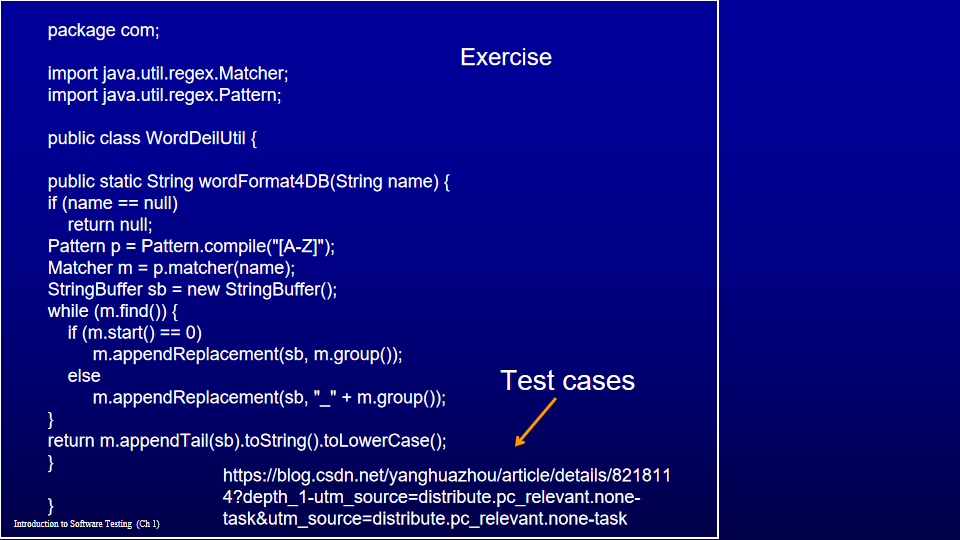 package com;
Exercise
import java.util.regex.Matcher;
import java.util.regex.Pattern;
public class WordDeilUtil {
public static String wordFormat4DB(String name) {
if (name == null)
return null;
Pattern p = Pattern.compile("[A-Z]");
Matcher m = p.matcher(name);
StringBuffer sb = new StringBuffer();
while (m.find()) {
if (m.start() == 0)
m.appendReplacement(sb, m.group());
else
m.appendReplacement(sb, "_" + m.group());
}
return m.appendTail(sb).toString().toLowerCase();
}
}
Test cases
https://blog.csdn.net/yanghuazhou/article/details/821811
4?depth_1-utm_source=distribute.pc_relevant.none-
task&utm_source=distribute.pc_relevant.none-task
Introduction to Software Testing (Ch 1)